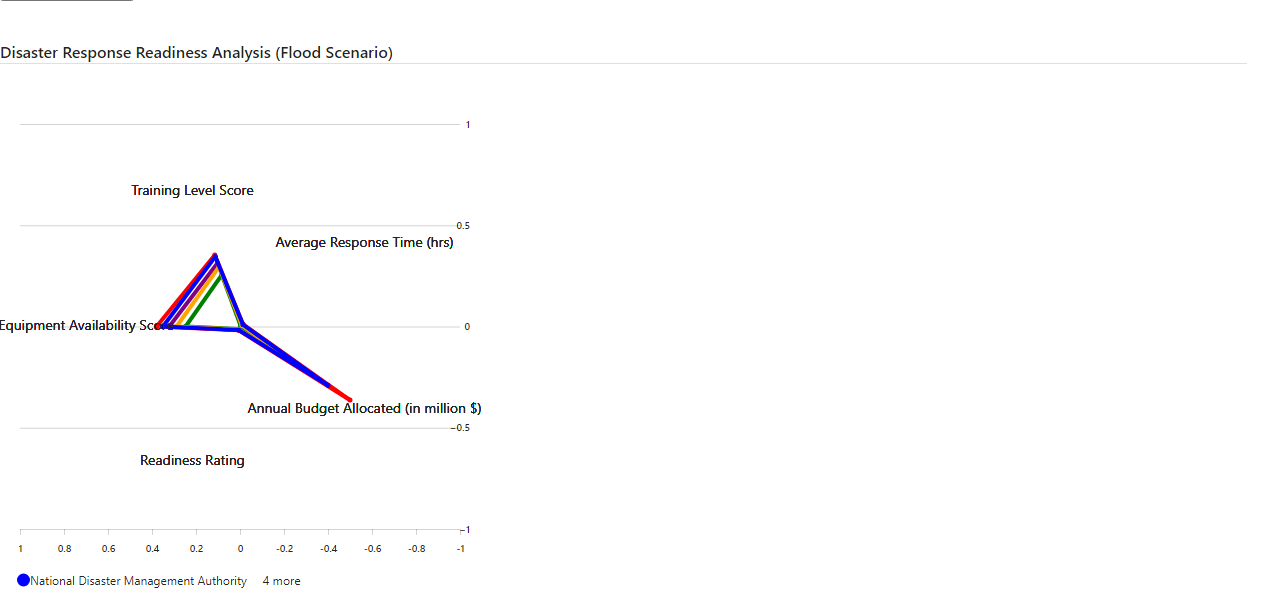 Disaster Response Readiness Analysis (Flood Scenario)
1
Training Level Score
0.5
Average Response Time (hrs)
Equipment Availability Score
0
Annual Budget Allocated (in million $)
−0.5
Readiness Rating
−1
1 0.8 0.6 0.4 0.2 0 -0.2 -0.4 -0.6 -0.8 -1
National Disaster Management Authority 4 more